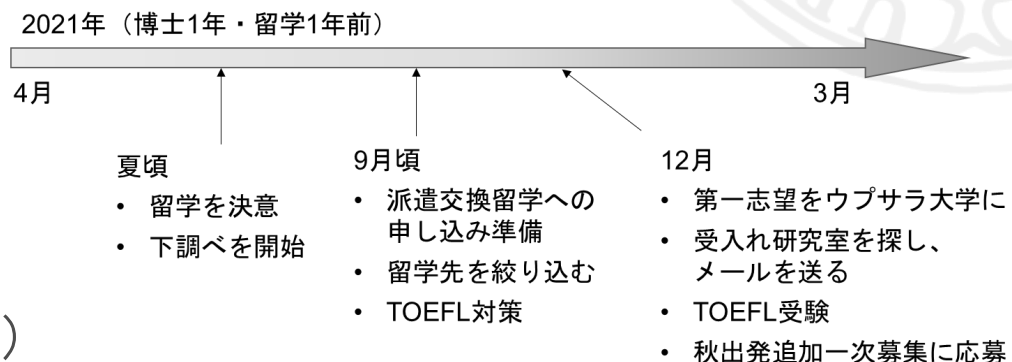 2021年（博士1年・留学1年前）
4月
3月
夏頃
• 留学を決意
• 下調べを開始
9月頃
• 派遣交換留学への
申し込み準備
• 留学先を絞り込む
• TOEFL対策
12月
• 第一志望をウプサラ大学に
• 受入れ研究室を探し、
メールを送る
• TOEFL受験
• 秋出発追加一次募集に応募
)